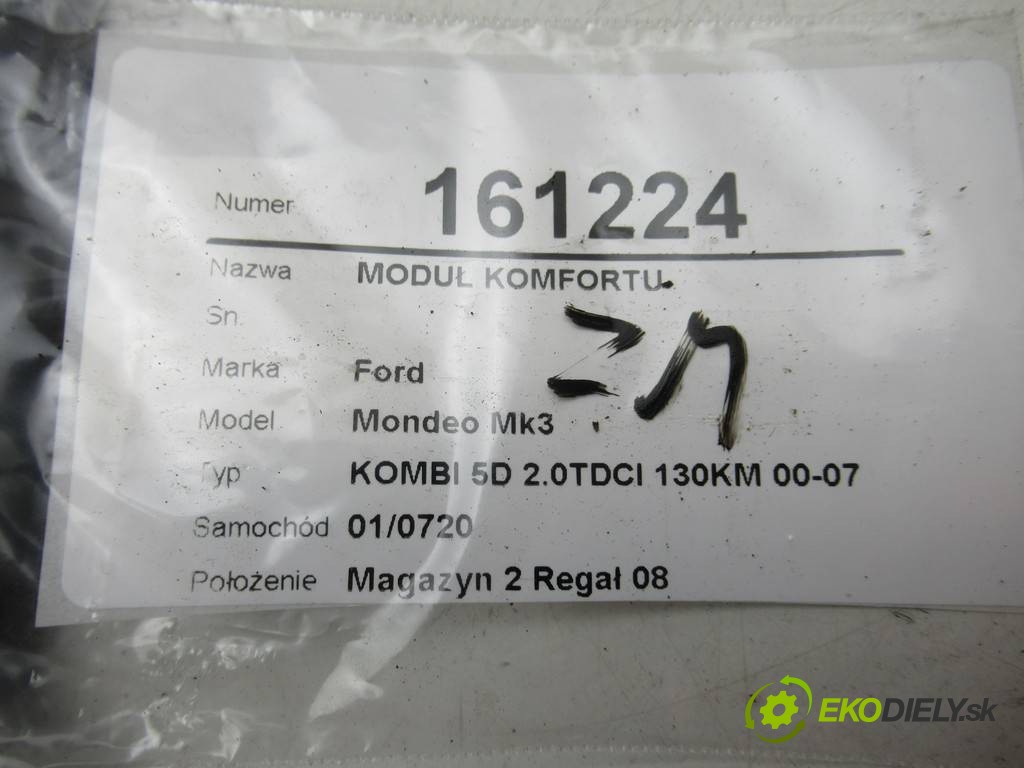 Numer 161224
Nazwa MODUŁ KOMFORTU
Sn.
Marka Ford
Model Mondeo Mk3
Typ KOMBI 5D 2.0TDCI 130KM 00-07
Samochód 01/0720
Położenie Magazyn 2 Regał 08
EKODIELY.sk